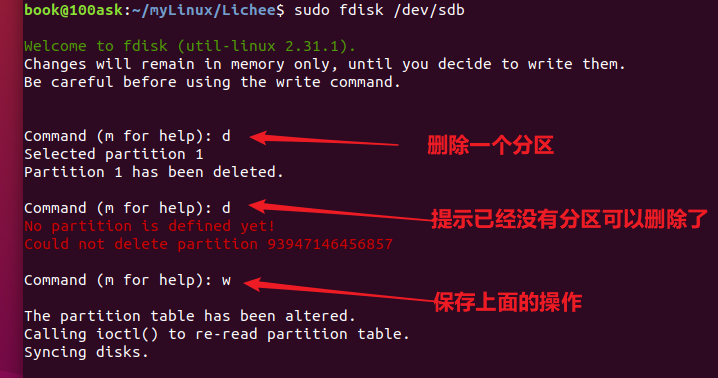 book@100ask:~/myLinux/Lichee$ sudo fdisk /dev/sdb
Welcome to fdisk (util-linux 2.31.1).
Changes will remain in memory only, until you decide to write them.
Be careful before using the write command.
Command (m for help): d
删除一个分区
Selected partition 1
Partition 1 has been deleted.
Command (m for help): d
提示已经没有分区可以删除了
No partition is defined yet!
Could not delete partition 93947146456857
Command (m for help): w
保存上面的操作
The partition table has been altered.
Calling ioctl() to re-read partition table.
Syncing disks.